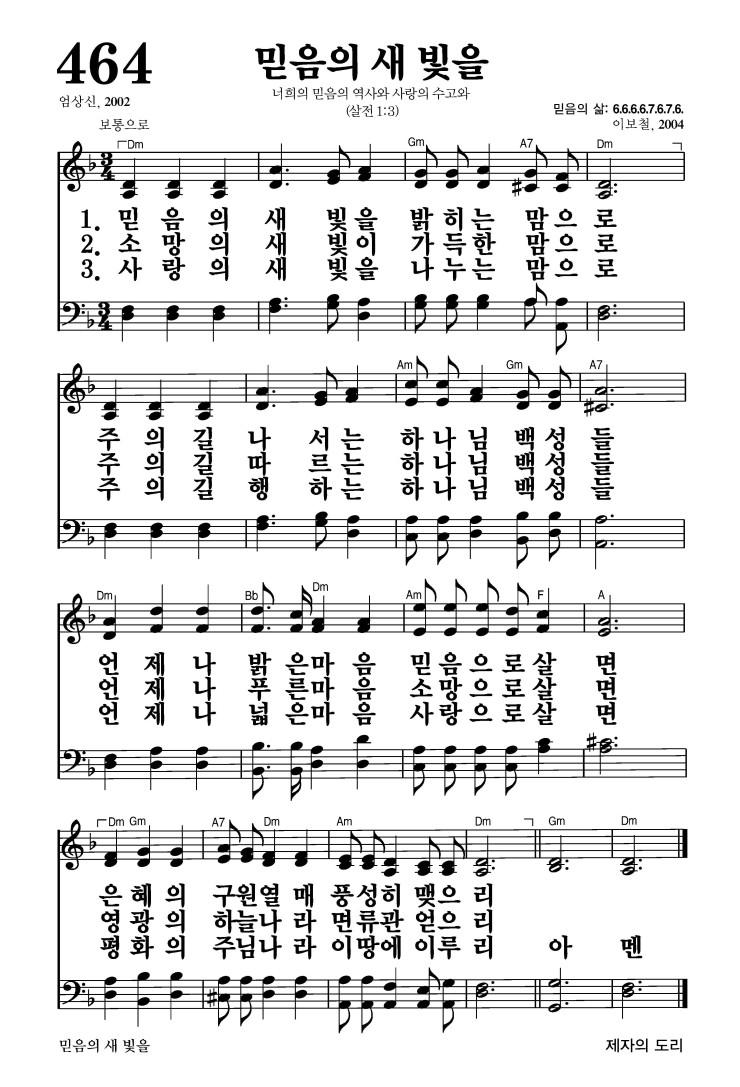 464
믿음의 새 빛을
너희의 믿음의 역사와 사랑의 수고와
(살전 1:3)
엄상신, 2002
믿음의 삶: 6.6.6.6.7.6.7.6.
보통으로
이보철, 2004
Dm Gm A7 Dm
1. 믿 음 의 새 빛 을 밝 히 는 맘 으 로
2. 소 망 의 새 빛 이 가 득 한 맘 으 로
3. 사 랑 의 새 빛 을 나 누 는 맘 으 로
Am Gm A7
주 의 길 나 서 는 하 나 님 백 성 들
주 의 길 따 르 는 하 나 님 백 성 들
주 의 길 행 하 는 하 나 님 백 성 들
Dm Bb Dm Am F A
언 제 나 밝 은 마 음 믿 음 으 로 살 면
언 제 나 푸 른 마 음 소 망 으 로 살 면
언 제 나 넓 은 마 음 사 랑 으 로 살 면
Dm Gm A7 Dm Am Dm Gm Dm
은 혜 의 구 원 열 매 풍 성 히 맺 으 리
영 광 의 하 늘 나 라 면 류 관 얻 으 리
평 화 의 주 님 나 라 이 땅 에 이 루 리 아 멘
믿음의 새 빛을
제자의 도리